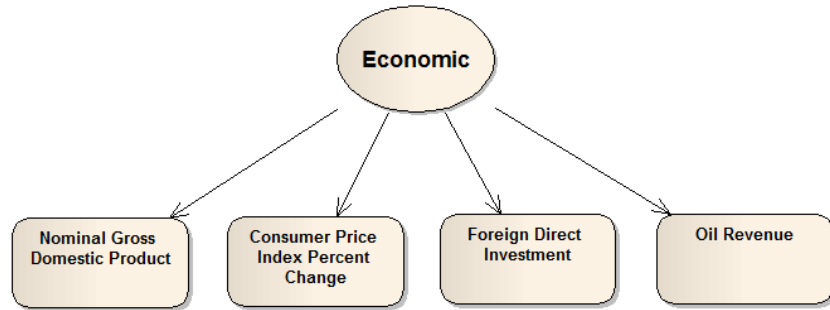 Economic
Nominal Gross
Domestic Product
Consumer Price
Index Percent
Change
Foreign Direct
Investment
Oil Revenue